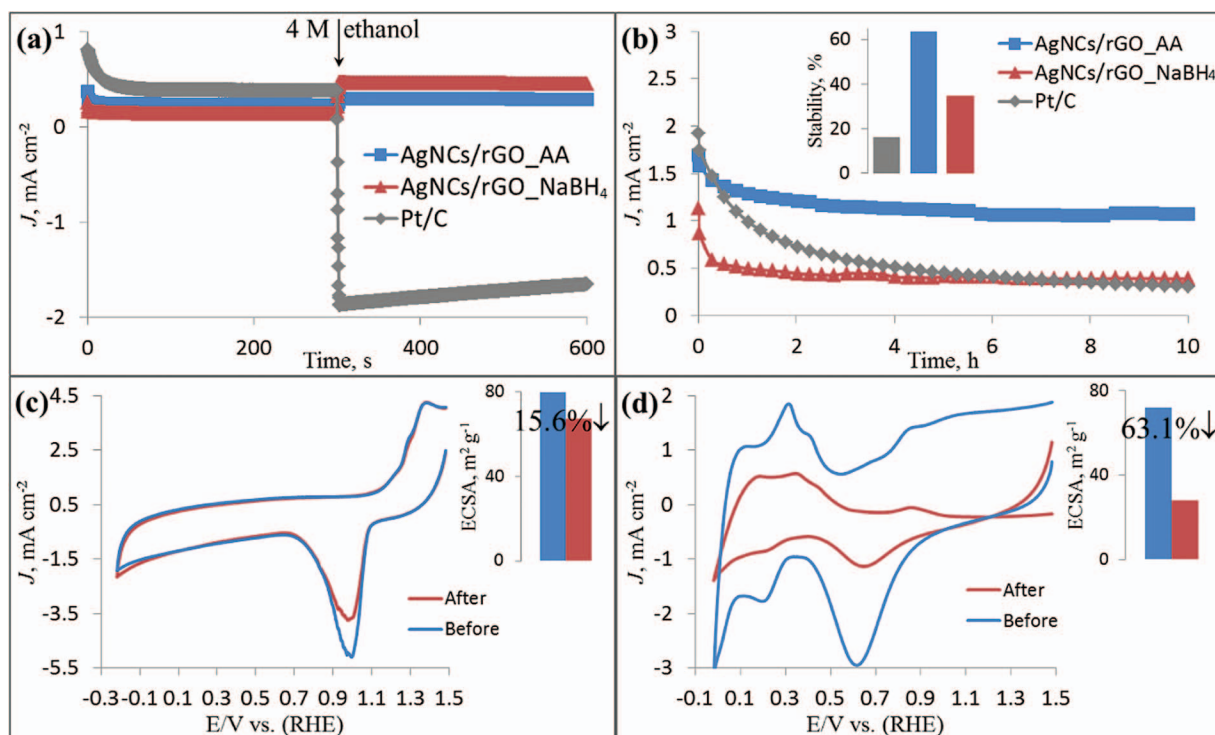 (a)
4 M ethanol
1
0
-1
-2
J, mA cm⁻²
AgNCs/rGO_AA
AgNCs/rGO_NaBH₄
Pt/C
0
200
400
600
Time, s
(b)
3
2.5
2
1.5
1
0.5
0
J, mA cm⁻²
60
40
20
0
Stability, %
AgNCs/rGO_AA
AgNCs/rGO_NaBH₄
Pt/C
0
2
4
6
8
10
Time, h
(c)
4.5
2.5
0.5
-1.5
-3.5
-5.5
J, mA cm⁻²
80
40
0
ECSA, m² g⁻¹
15.6%↓
After
Before
-0.3
-0.1
0.1
0.3
0.5
0.7
0.9
1.1
1.3
1.5
E/V vs. (RHE)
(d)
2
1
0
-1
-2
-3
J, mA cm⁻²
80
40
0
ECSA, m² g⁻¹
63.1%↓
After
Before
-0.1
0.1
0.3
0.5
0.7
0.9
1.1
1.3
1.5
E/V vs. (RHE)